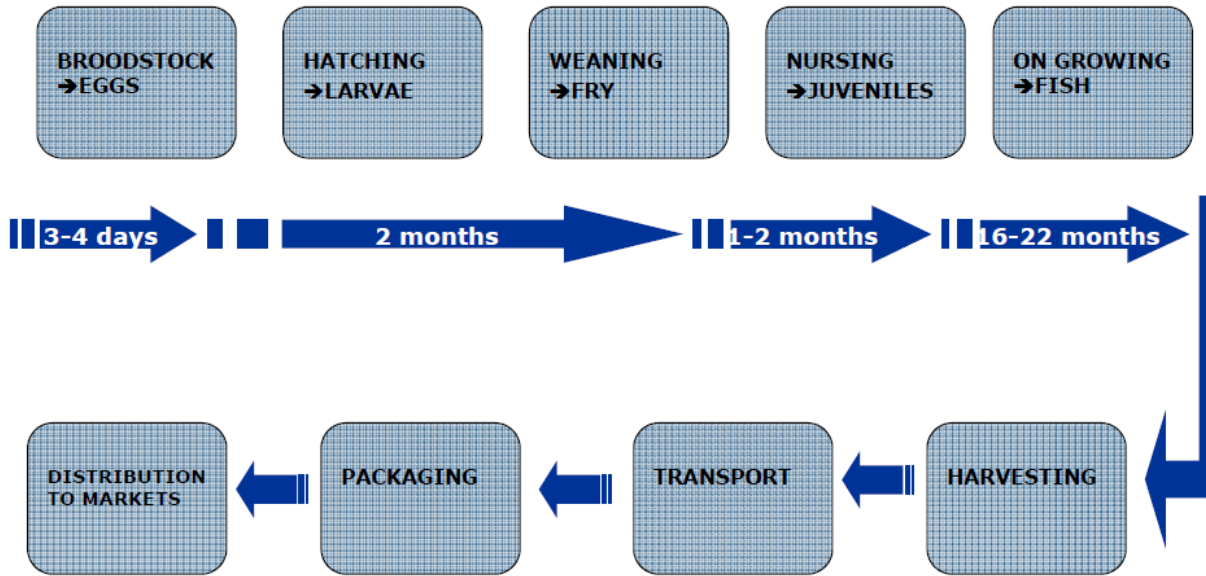 BROODSTOCK
➔EGGS
HATCHING
➔LARVAE
WEANING
➔FRY
NURSING
➔JUVENILES
ON GROWING
➔FISH
3-4 days
2 months
1-2 months
16-22 months
DISTRIBUTION
TO MARKETS
PACKAGING
TRANSPORT
HARVESTING